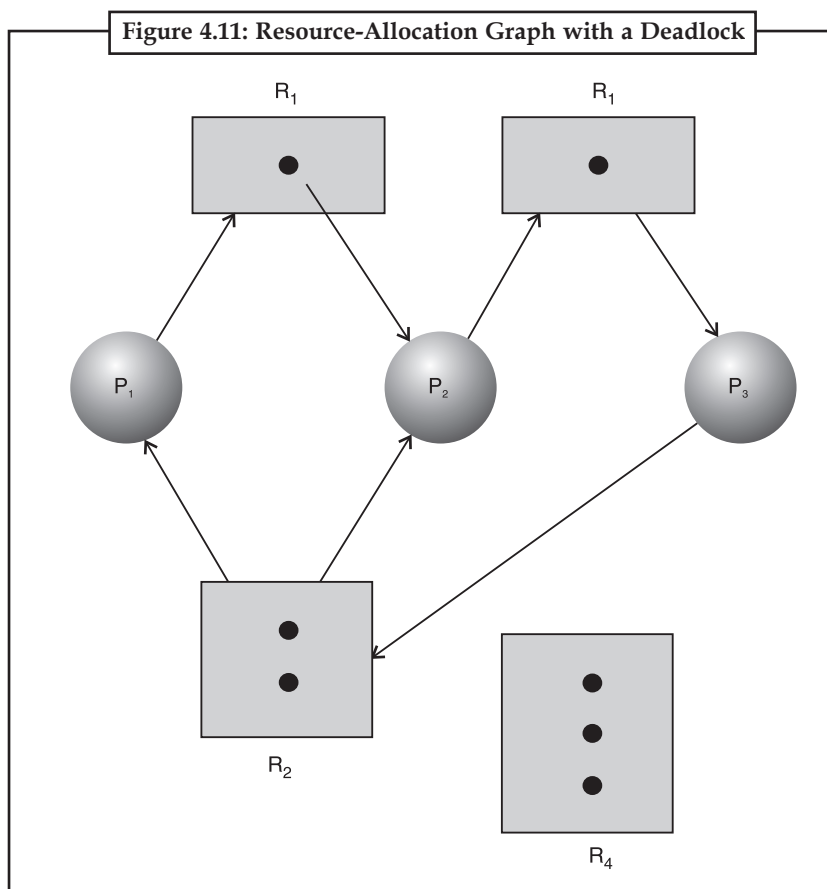 Figure 4.11: Resource-Allocation Graph with a Deadlock
R₁ R₁
P₁ P₂ P₃
R₂
R₄